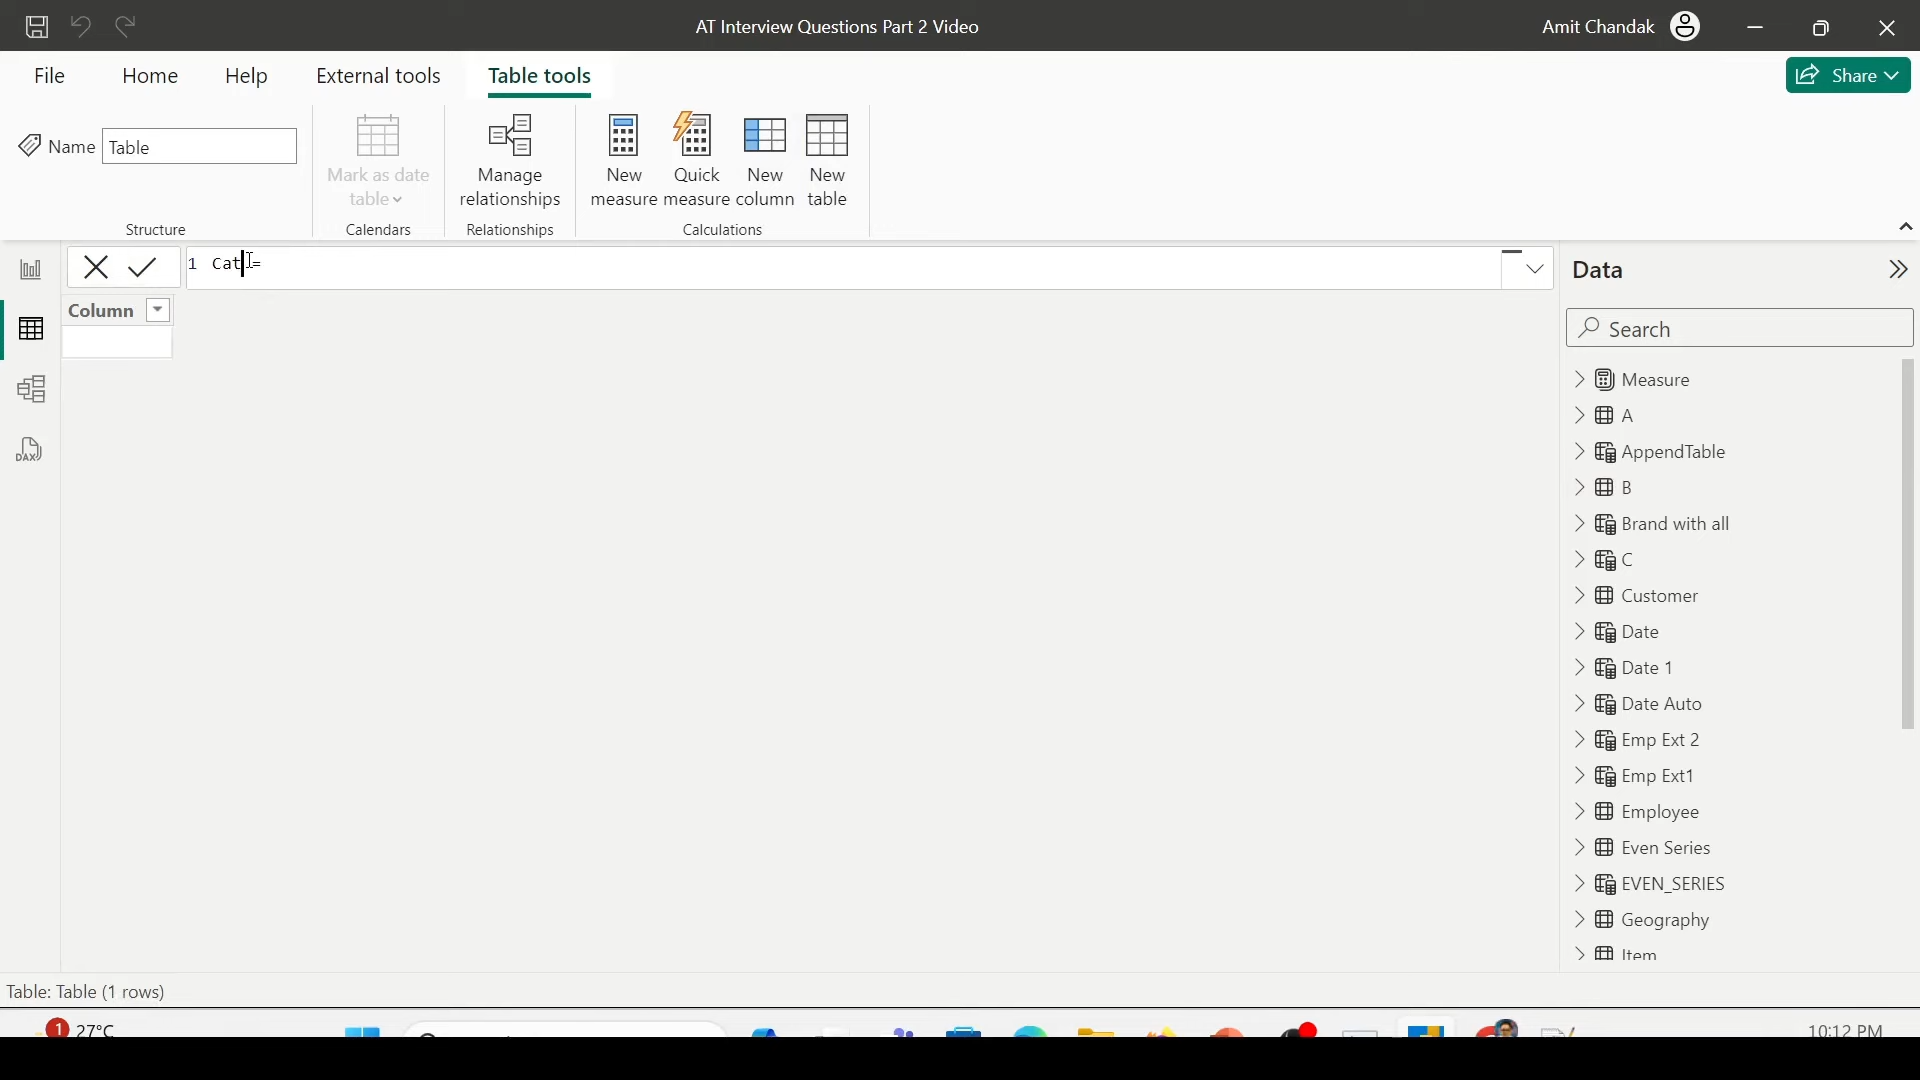 AT Interview Questions Part 2 Video
Amit Chandak
File
Home
Help
External tools
Table tools
Share
Name
Table
Mark as date
table
Manage
relationships
New
measure
Quick
measure
New
column
New
table
Structure
Calendars
Relationships
Calculations
1 Cat =
Column
Data
Search
Measure
A
AppendTable
B
Brand with all
C
Customer
Date
Date 1
Date Auto
Emp Ext 2
Emp Ext1
Employee
Even Series
EVEN_SERIES
Geography
Item
DAX
Table: Table (1 rows)
1
27°C
10:12 PM